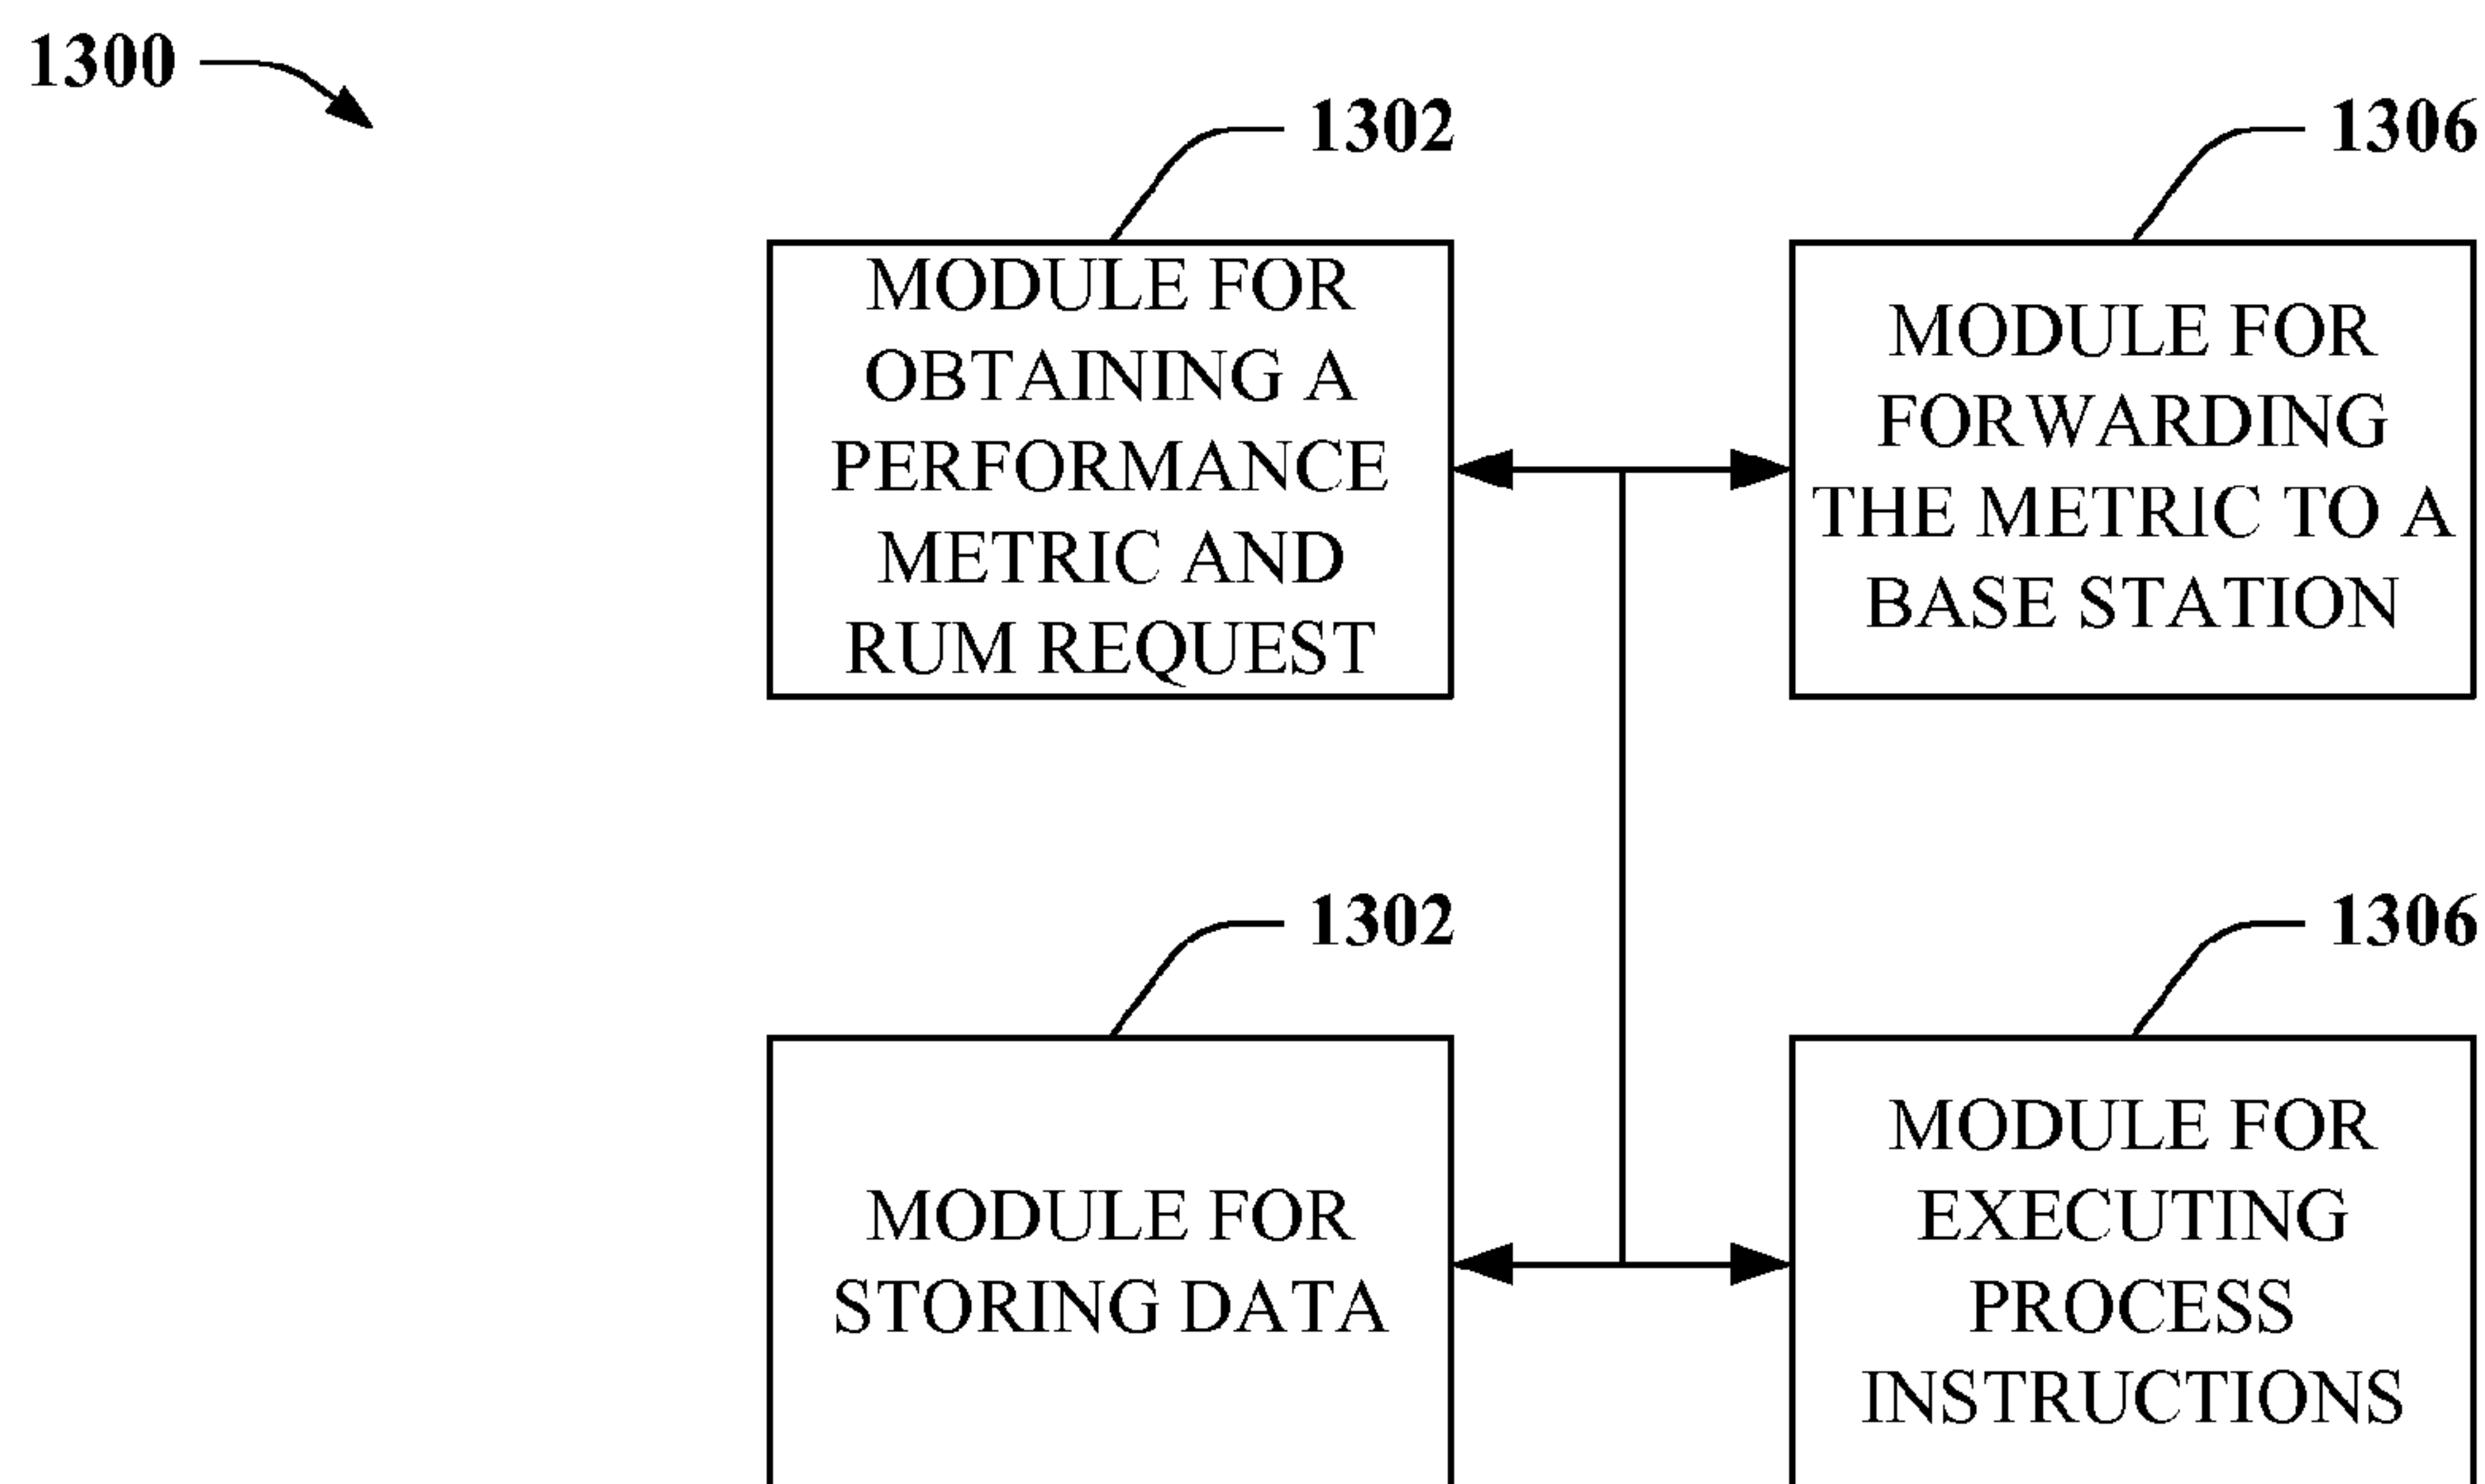 1300
1302
1306
MODULE FOR
OBTAINING A
PERFORMANCE
METRIC AND
RUM REQUEST
MODULE FOR
FORWARDING
THE METRIC TO A
BASE STATION
1302
1306
MODULE FOR
STORING DATA
MODULE FOR
EXECUTING
PROCESS
INSTRUCTIONS